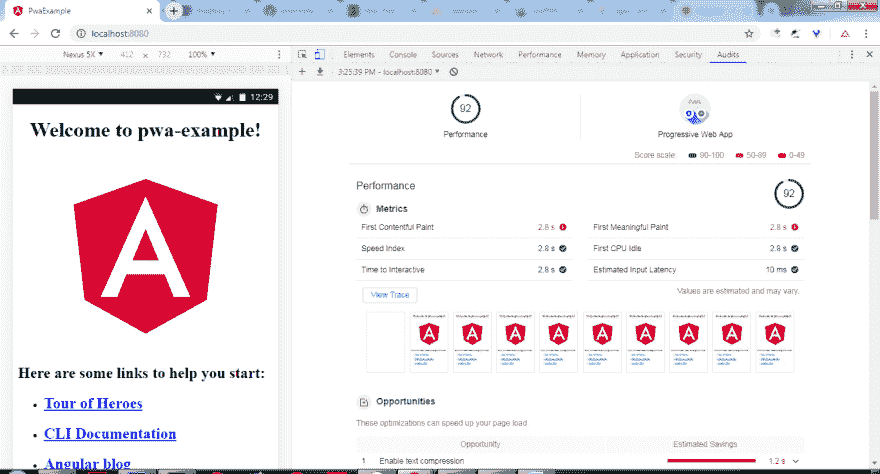 PwaExample
localhost:8080
Nexus 5X 412 × 732 100%
Elements Console Sources Network Performance Memory Application Security Audits
3:25:39 PM - localhost:8080
12:29
Welcome to pwa-example!
Here are some links to help you start:
Tour of Heroes
CLI Documentation
Angular blog
92
Performance Progressive Web App
Score scale: 90-100 50-89 0-49
Performance 92
Metrics
First Contentful Paint 2.8 s First Meaningful Paint 2.8 s
Speed Index 2.8 s First CPU Idle 2.8 s
Time to Interactive 2.8 s Estimated Input Latency 10 ms
View Trace Values are estimated and may vary.
Opportunities
These optimizations can speed up your page load
Opportunity Estimated Savings
1 Enable text compression 1.2 s